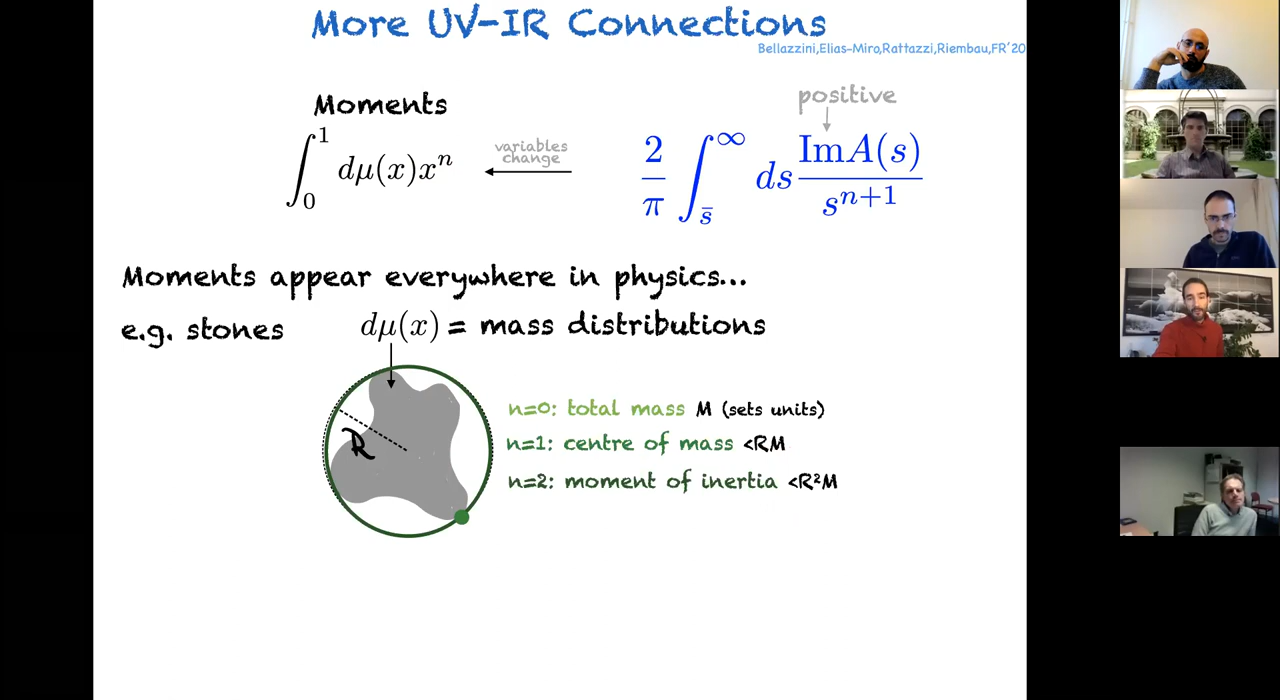 More UV-IR Connections
Bellazzini,Elias-Miro,Rattazzi,Riembau,FR'20
Moments
positive
∫_0^1 dμ(x)x^n
variables
change
2/π ∫_s̄^∞ ds ImA(s)/s^{n+1}
Moments appear everywhere in physics...
e.g. stones
dμ(x) = mass distributions
R
n=0: total mass M (sets units)
n=1: centre of mass <RM
n=2: moment of inertia <R²M